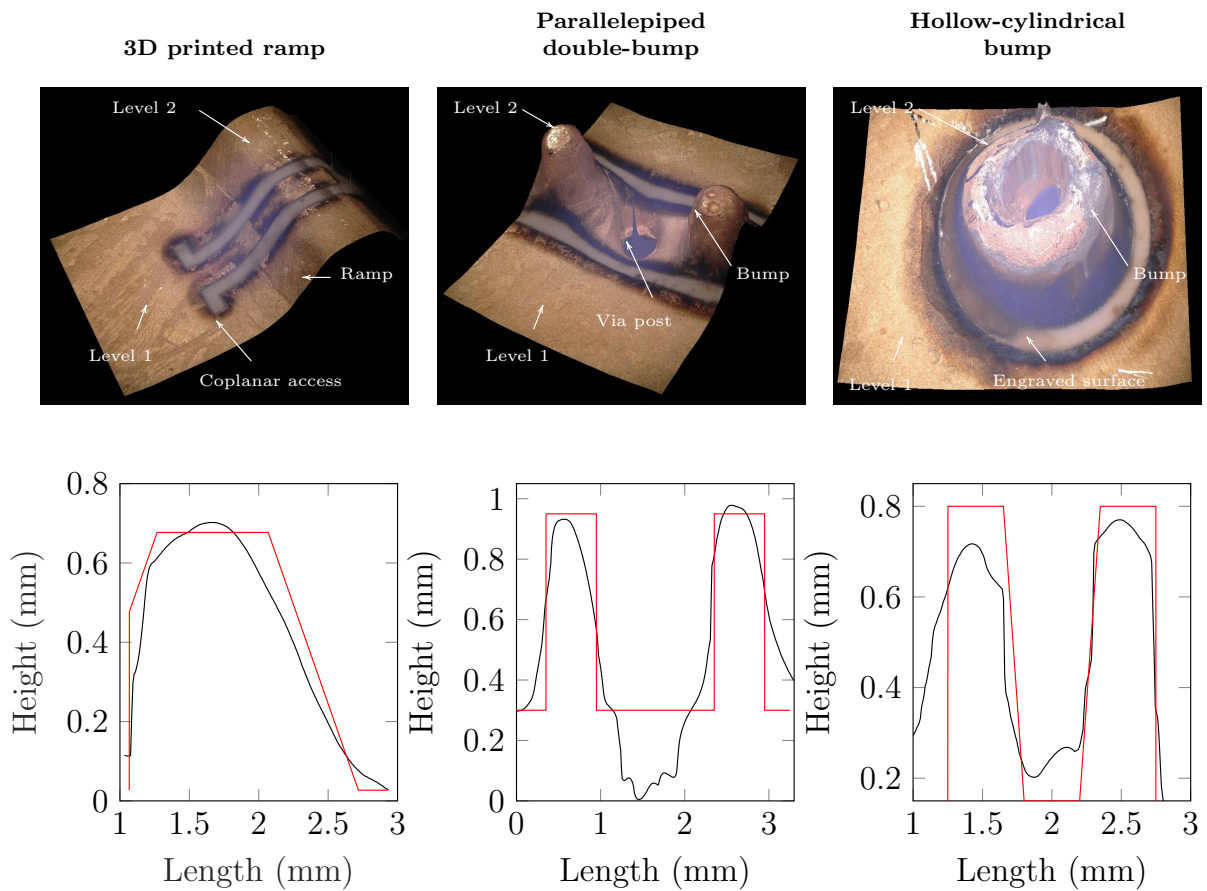 3D printed ramp
Parallelepiped
double-bump
Hollow-cylindrical
bump
Level 2
Ramp
Level 1
Coplanar access
Level 2
Bump
Via post
Level 1
Level 2
Bump
Level 1
Engraved surface
0.8
0.6
0.4
0.2
0
1
1.5
2
2.5
3
Height (mm)
Length (mm)
1
0.8
0.6
0.4
0.2
0
0
1
2
3
Height (mm)
Length (mm)
0.8
0.6
0.4
0.2
1
1.5
2
2.5
3
Height (mm)
Length (mm)